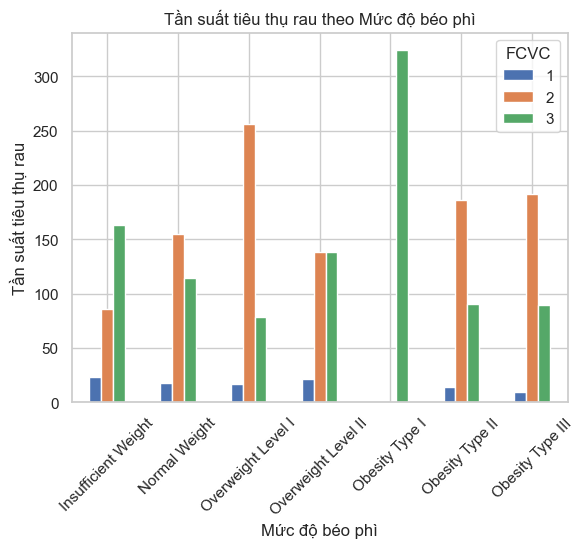 Tần suất tiêu thụ rau theo Mức độ béo phì
FCVC
1
2
3
Tần suất tiêu thụ rau
300
250
200
150
100
50
0
Insufficient Weight
Normal Weight
Overweight Level I
Overweight Level II
Obesity Type I
Obesity Type II
Obesity Type III
Mức độ béo phì